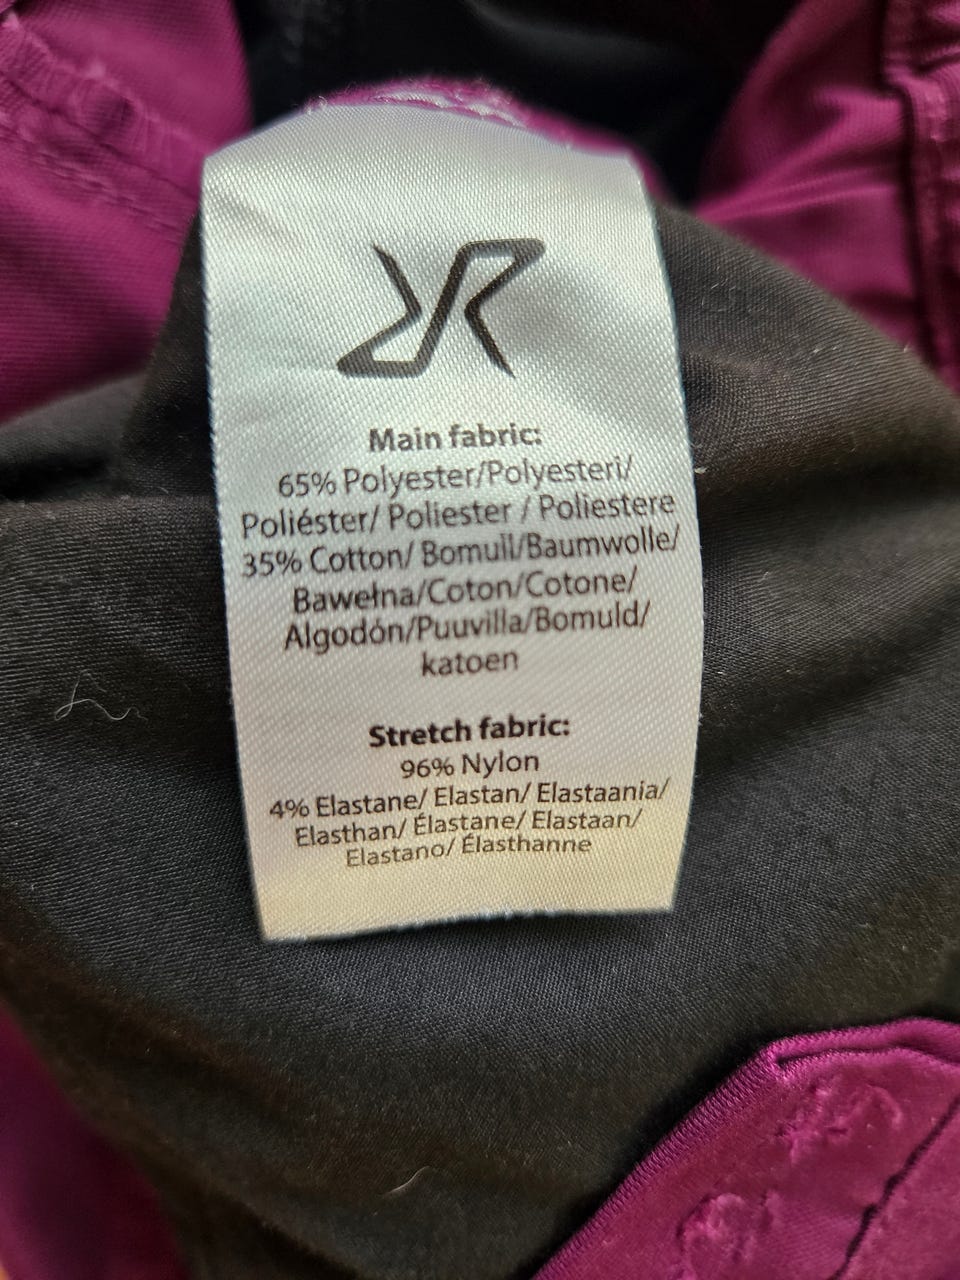 Main fabric:
65% Polyester/Polyesteri/
Poliéster/ Poliester / Poliestere
35% Cotton/ Bomull/Baumwolle/
Bawełna/Coton/Cotone/
Algodón/Puuvilla/Bomuld/
katoen
Stretch fabric:
96% Nylon
4% Elastane/ Elastan/ Elastaania/
Elasthan/ Élastane/ Elastaan/
Elastano/ Élasthanne